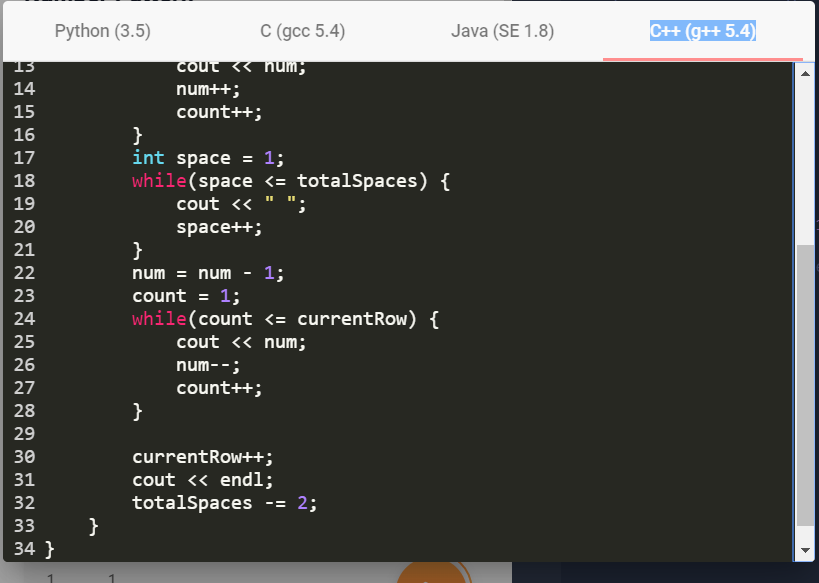 Python (3.5) C (gcc 5.4) Java (SE 1.8) C++ (g++ 5.4)
13             cout << num;
14             num++;
15             count++;
16         }
17         int space = 1;
18         while(space <= totalSpaces) {
19             cout << " ";
20             space++;
21         }
22         num = num - 1;
23         count = 1;
24         while(count <= currentRow) {
25             cout << num;
26             num--;
27             count++;
28         }
29
30         currentRow++;
31         cout << endl;
32         totalSpaces -= 2;
33     }
34 }
1 1